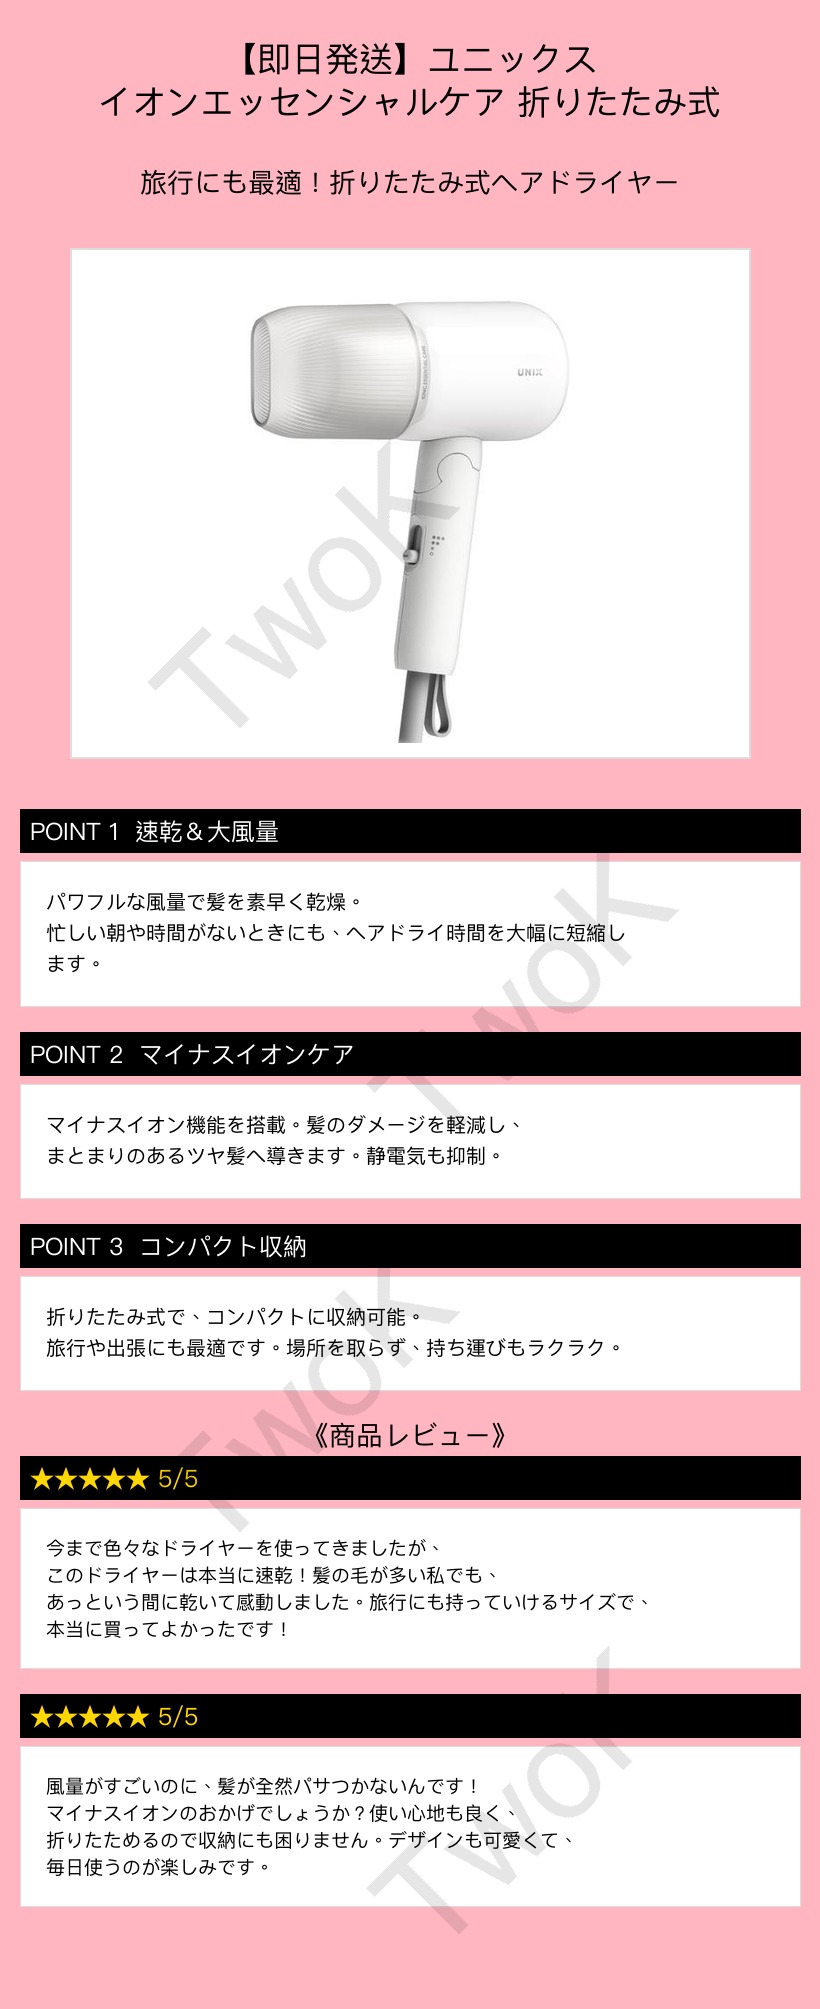 【即日発送】ユニックス
イオンエッセンシャルケア 折りたたみ式
旅行にも最適！折りたたみ式ヘアドライヤー
IONIC ESSENTIAL CARE
UNIX
TwoK
POINT 1 速乾＆大風量
パワフルな風量で髪を素早く乾燥。
忙しい朝や時間がないときにも、ヘアドライ時間を大幅に短縮し
ます。
TwoK
POINT 2 マイナスイオンケア
マイナスイオン機能を搭載。髪のダメージを軽減し、
まとまりのあるツヤ髪へ導きます。静電気も抑制。
POINT 3 コンパクト収納
折りたたみ式で、コンパクトに収納可能。
旅行や出張にも最適です。場所を取らず、持ち運びもラクラク。
TwoK
《商品レビュー》
★★★★★ 5/5
今まで色々なドライヤーを使ってきましたが、
このドライヤーは本当に速乾！髪の毛が多い私でも、
あっという間に乾いて感動しました。旅行にも持っていけるサイズで、
本当に買ってよかったです！
★★★★★ 5/5
風量がすごいのに、髪が全然パサつかないんです！
マイナスイオンのおかげでしょうか？使い心地も良く、
折りたためるので収納にも困りません。デザインも可愛くて、
毎日使うのが楽しみです。
TwoK